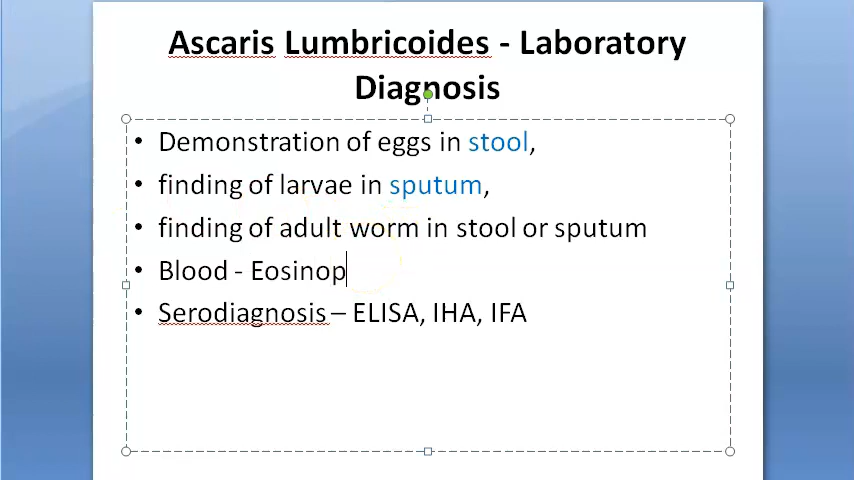 Ascaris Lumbricoides - Laboratory
Diagnosis
• Demonstration of eggs in stool,
• finding of larvae in sputum,
• finding of adult worm in stool or sputum
• Blood - Eosinop
• Serodiagnosis – ELISA, IHA, IFA